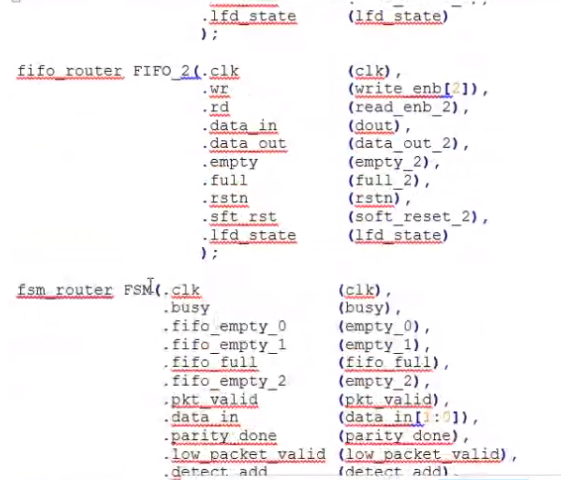 .lfd_state (lfd_state)
);
fifo_router FIFO_2(.clk (clk),
.wr (write_enb[2]),
.rd (read_enb_2),
.data_in (dout),
.data_out (data_out_2),
.empty (empty_2),
.full (full_2),
.rstn (rstn),
.sft_rst (soft_reset_2),
.lfd_state (lfd_state)
);
fsm_router FSM(.clk (clk),
.busy (busy),
.fifo_empty_0 (empty_0),
.fifo_empty_1 (empty_1),
.fifo_full (fifo_full),
.fifo_empty_2 (empty_2),
.pkt_valid (pkt_valid),
.data_in (data_in[1:0]),
.parity_done (parity_done),
.low_packet_valid (low_packet_valid),
.detect_add (detect_add),